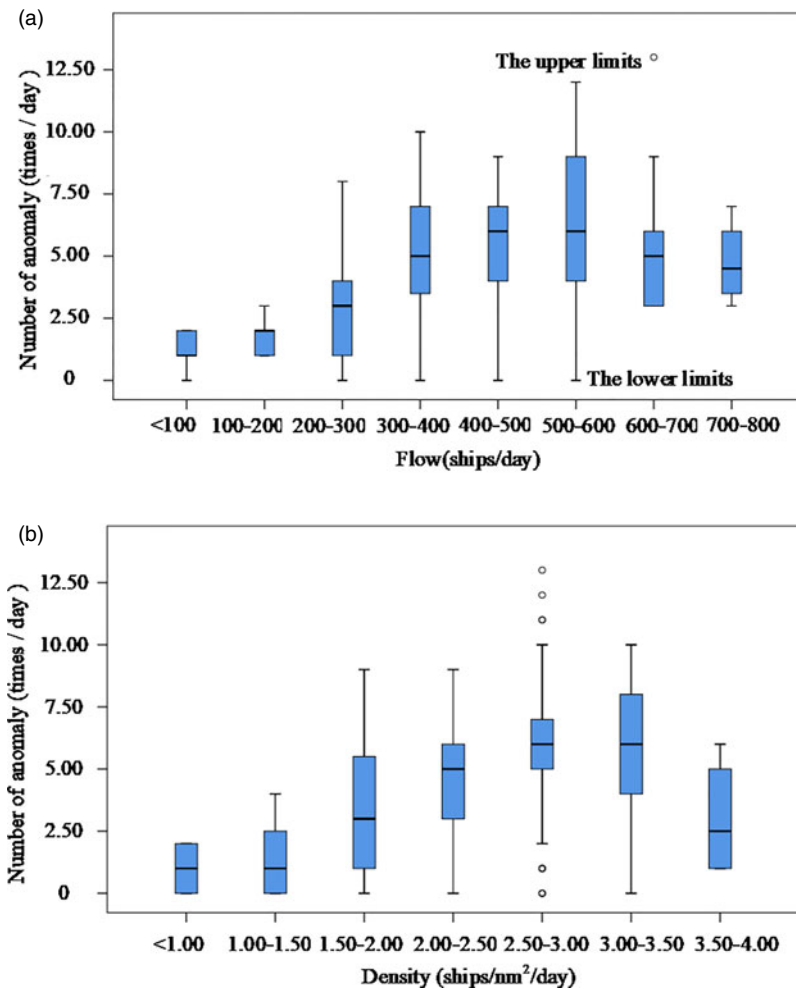 (a)
12.50
10.00
7.50
5.00
2.50
0
Number of anomaly (times / day )
The upper limits
The lower limits
<100 100-200 200-300 300-400 400-500 500-600 600-700 700-800
Flow(ships/day)
(b)
12.50
10.00
7.50
5.00
2.50
0
Number of anomaly (times / day )
<1.00 1.00-1.50 1.50-2.00 2.00-2.50 2.50-3.00 3.00-3.50 3.50-4.00
Density (ships/nm²/day)